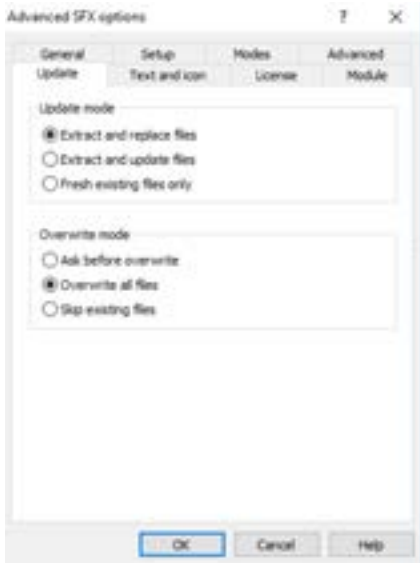 Advanced SFX options ? ×
General Setup Modes Advanced
Update Text and icon License Module
Update mode
Extract and replace files
Extract and update files
Fresh existing files only
Overwrite mode
Ask before overwrite
Overwrite all files
Skip existing files
OK Cancel Help